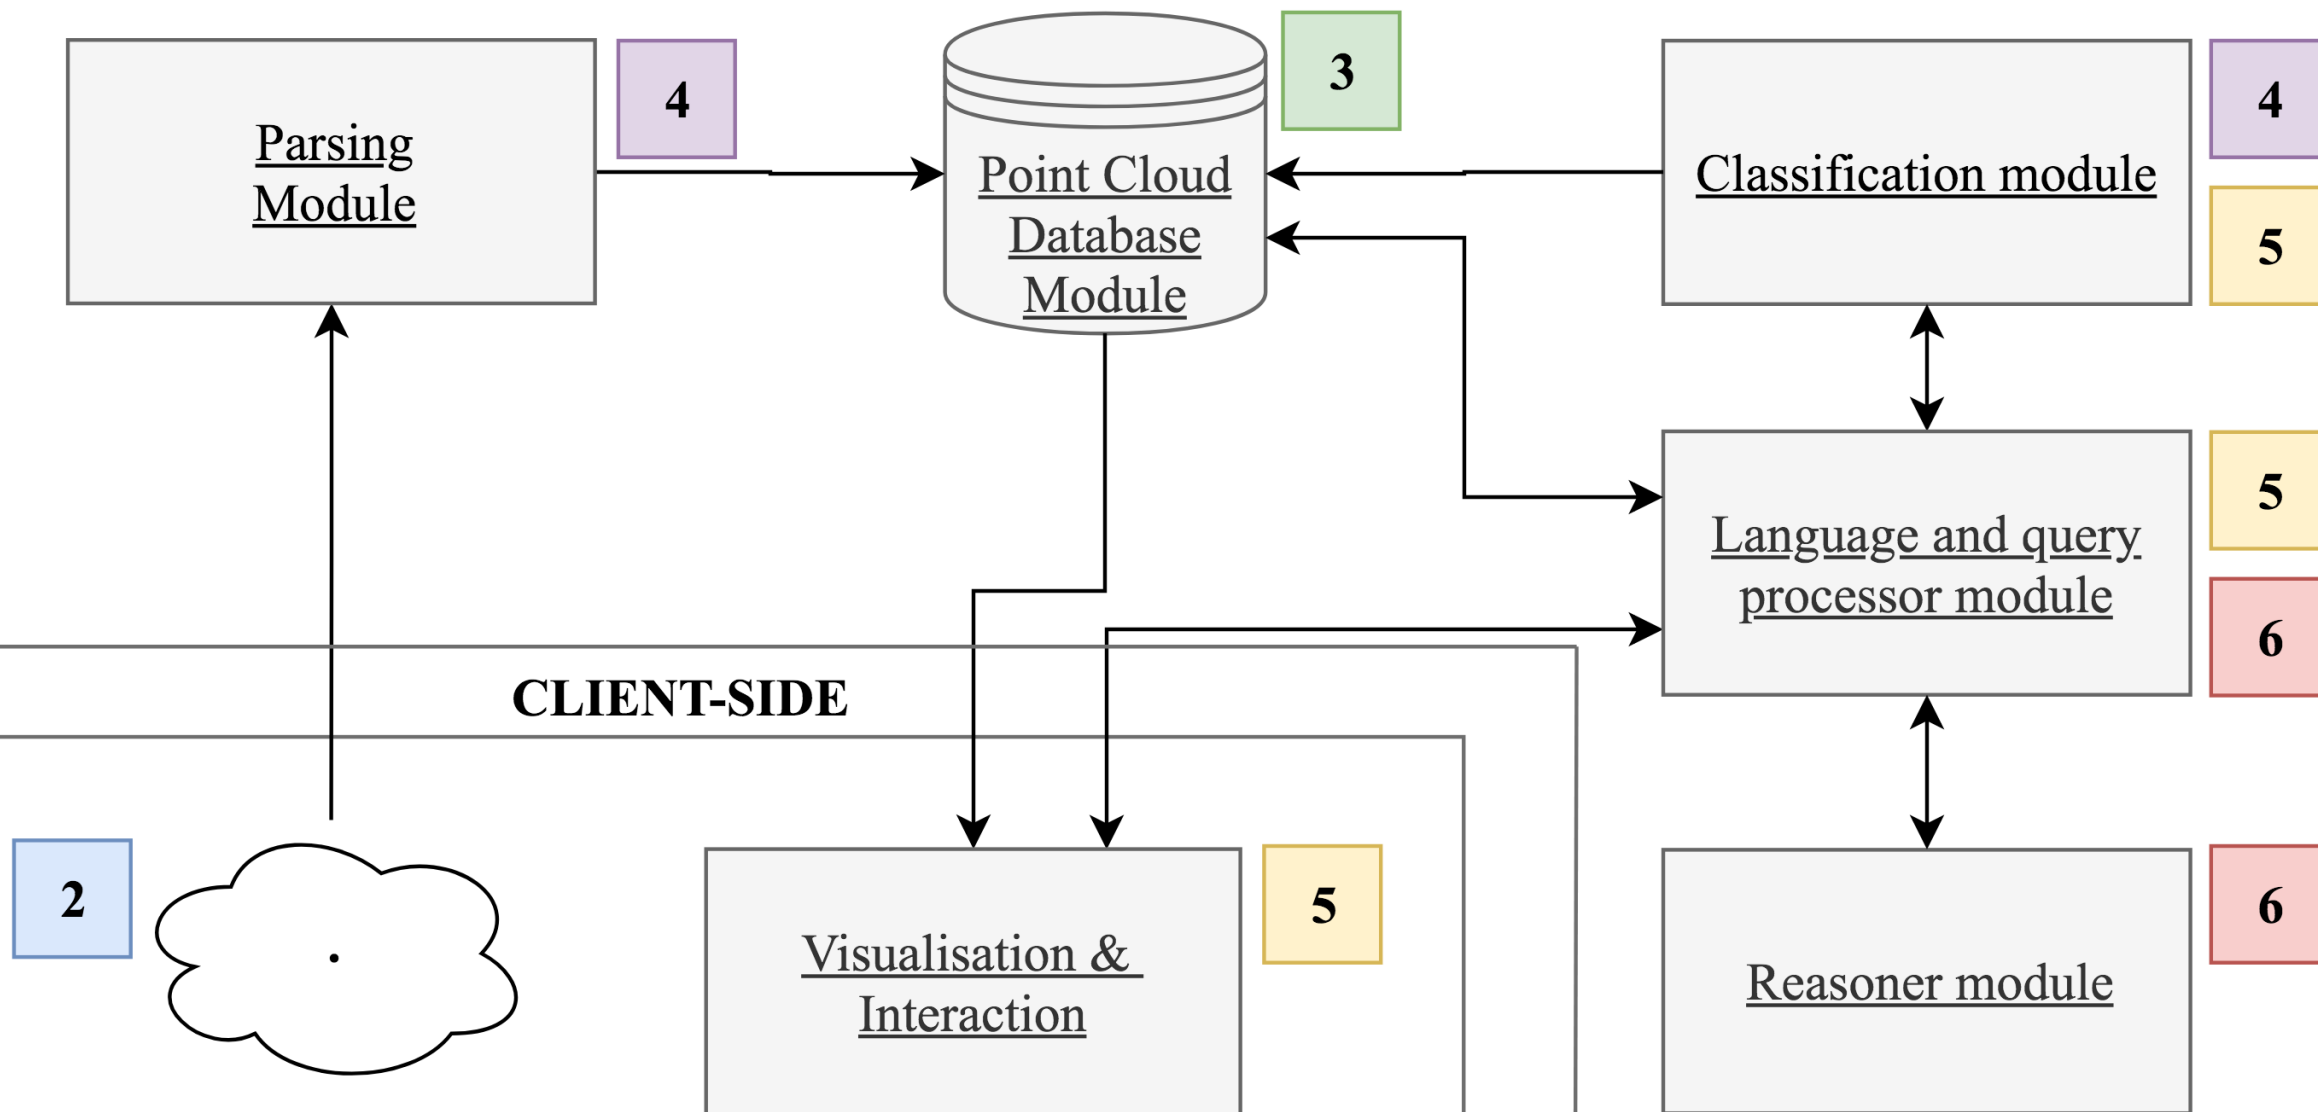 Parsing
Module
4
Point Cloud
Database
Module
3
Classification module
4
5
Language and query
processor module
5
6
CLIENT-SIDE
2
.
Visualisation &
Interaction
5
Reasoner module
6